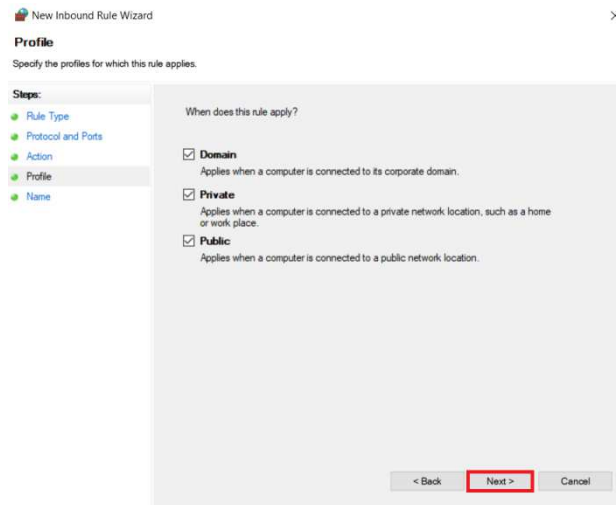 New Inbound Rule Wizard
Profile
Specify the profiles for which this rule applies.
Steps:
Rule Type
Protocol and Ports
Action
Profile
Name
When does this rule apply?
Domain
Applies when a computer is connected to its corporate domain.
Private
Applies when a computer is connected to a private network location, such as a home
or work place.
Public
Applies when a computer is connected to a public network location.
< Back
Next >
Cancel